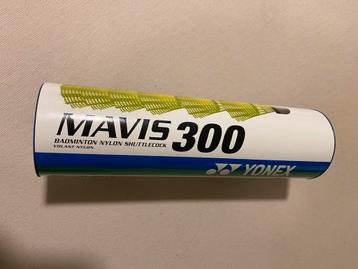 MAVIS 300
BADMINTON NYLON SHUTTLECOCK
VOLANT NYLON
YONEX